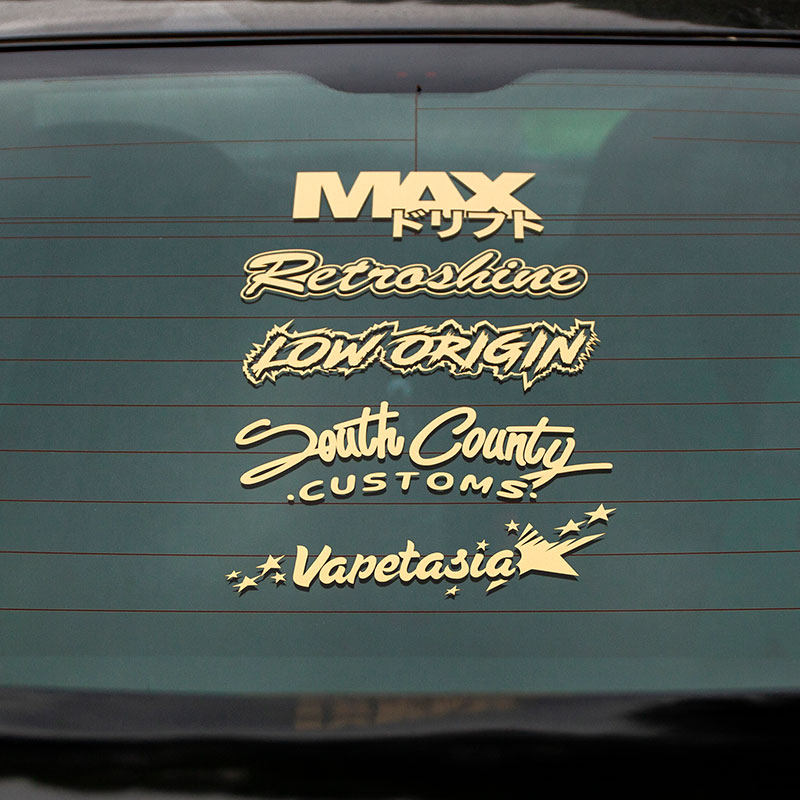 MAX
ドリフト
Retroshine
LOW ORIGIN
South County
.CUSTOMS.
Vapetasia